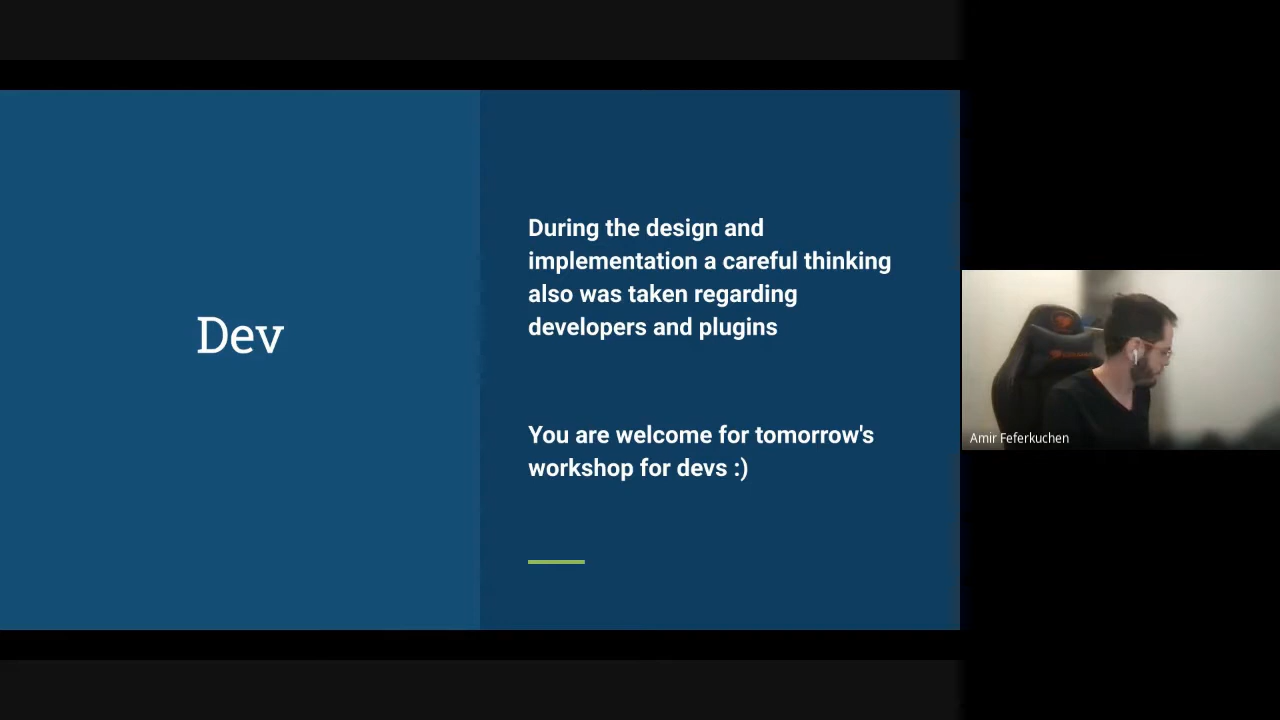 Dev
During the design and
implementation a careful thinking
also was taken regarding
developers and plugins
You are welcome for tomorrow's
workshop for devs :)
Amir Feferkuchen